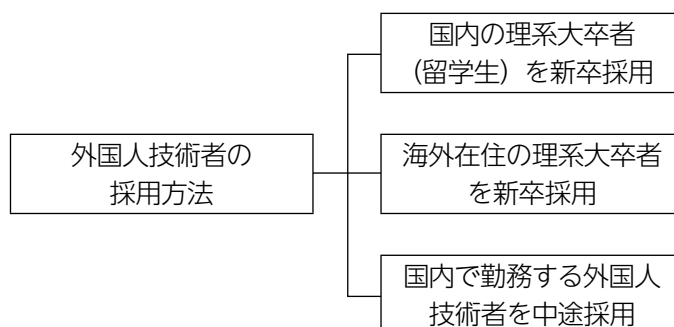 国内の理系大卒者
(留学生)を新卒採用
外国人技術者の
採用方法
海外在住の理系大卒者
を新卒採用
国内で勤務する外国人
技術者を中途採用